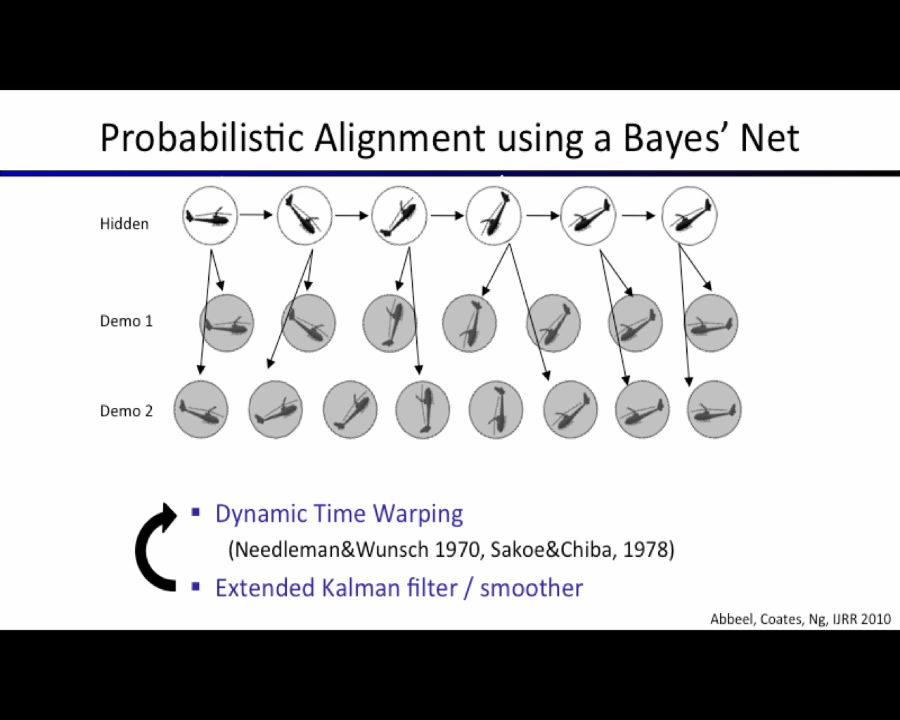 Probabilistic Alignment using a Bayes’ Net
Hidden
Demo 1
Demo 2
▪ Dynamic Time Warping
(Needleman&Wunsch 1970, Sakoe&Chiba, 1978)
▪ Extended Kalman filter / smoother
Abbeel, Coates, Ng, IJRR 2010